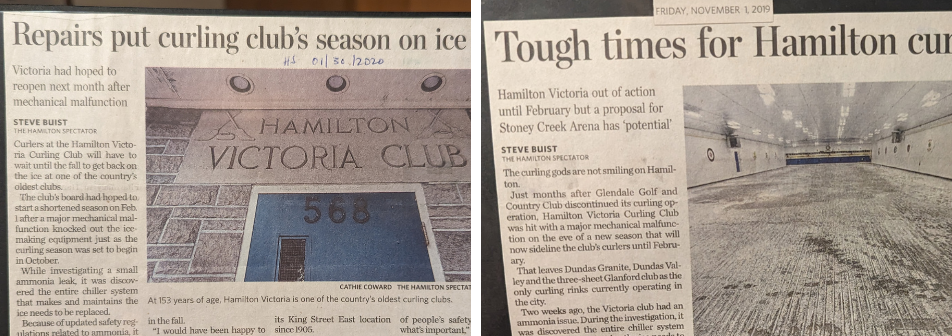 Repairs put curling club's season on ice
HS 01/30/2020
Victoria had hoped to
reopen next month after
mechanical malfunction
STEVE BUIST
THE HAMILTON SPECTATOR
Curlers at the Hamilton Victo-
ria Curling Club will have to
wait until the fall to get back on
the ice at one of the country's
oldest clubs.
The club's board had hoped to
start a shortened season on Feb.
1 after a major mechanical mal-
function knocked out the ice-
making equipment just as the
curling season was set to begin
in October.
While investigating a small
ammonia leak, it was discov-
ered the entire chiller system
that makes and maintains the
ice needs to be replaced.
Because of updated safety reg-
ulations related to ammonia, it
HAMILTON
VICTORIA CLUB
568
CATHIE COWARD THE HAMILTON SPECTAT
At 153 years of age, Hamilton Victoria is one of the country's oldest curling clubs.
in the fall.
"I would have been happy to
its King Street East location
since 1905.
of people's safety
what's important,"
FRIDAY, NOVEMBER 1, 2019
Tough times for Hamilton cur
Hamilton Victoria out of action
until February but a proposal for
Stoney Creek Arena has 'potential'
STEVE BUIST
THE HAMILTON SPECTATOR
The curling gods are not smiling on Hamil-
ton.
Just months after Glendale Golf and
Country Club discontinued its curling op-
eration, Hamilton Victoria Curling Club
was hit with a major mechanical malfunc-
tion on the eve of a new season that will
now sideline the club's curlers until Febru-
ary.
That leaves Dundas Granite, Dundas Val-
ley and the three-sheet Glanford club as the
only curling rinks currently operating in
the city.
Two weeks ago, the Victoria club had an
ammonia issue. During the investigation, it
was discovered the entire chiller system